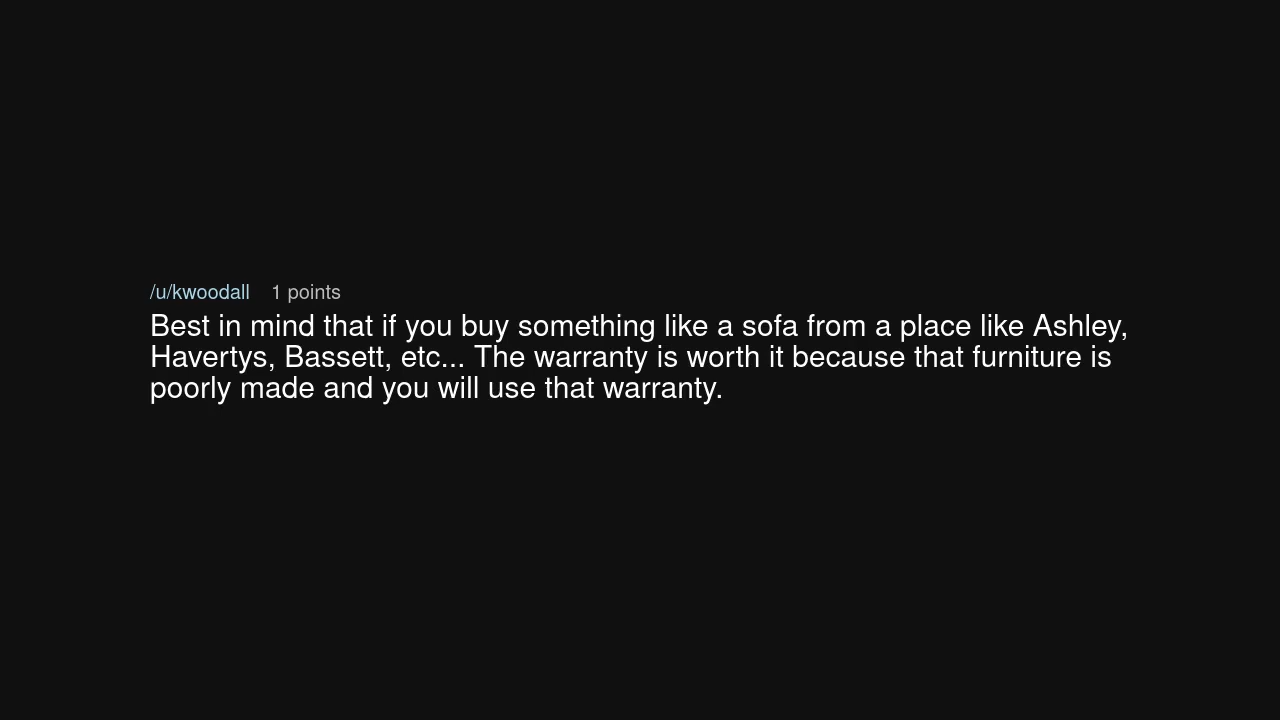 /u/kwoodall 1 points
Best in mind that if you buy something like a sofa from a place like Ashley,
Havertys, Bassett, etc... The warranty is worth it because that furniture is
poorly made and you will use that warranty.